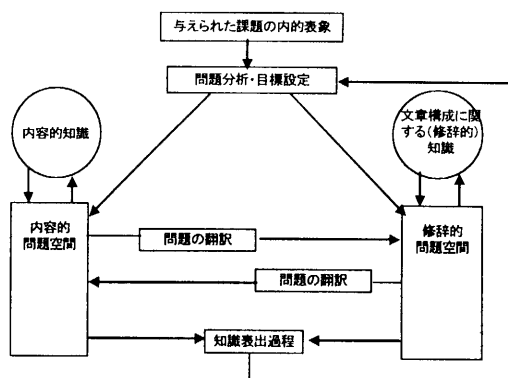 与えられた課題の内的表象
問題分析・目標設定
内容的知識
文章構成に関
する(修辞的)
知識
内容的
問題空間
修辞的
問題空間
問題の翻訳
問題の翻訳
知識表出過程